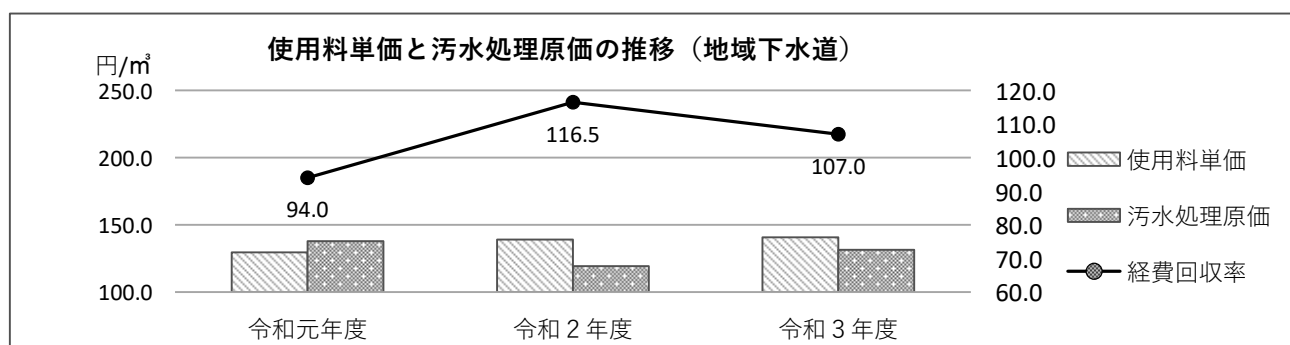 使用料単価と汚水処理原価の推移（地域下水道）
円/㎥
250.0
200.0
150.0
100.0
120.0
110.0
100.0
90.0
80.0
70.0
60.0
94.0
116.5
107.0
令和元年度
令和２年度
令和３年度
使用料単価
汚水処理原価
経費回収率